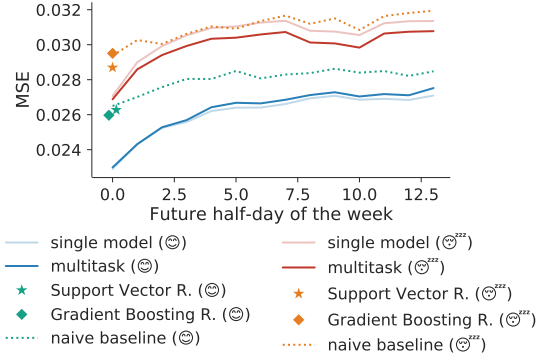 0.032
0.030
0.028
0.026
0.024
MSE
0.0 2.5 5.0 7.5 10.0 12.5
Future half-day of the week
single model (😊)
multitask (😊)
Support Vector R. (😊)
Gradient Boosting R. (😊)
naive baseline (😊)
single model (😴)
multitask (😴)
Support Vector R. (😴)
Gradient Boosting R. (😴)
naive baseline (😴)